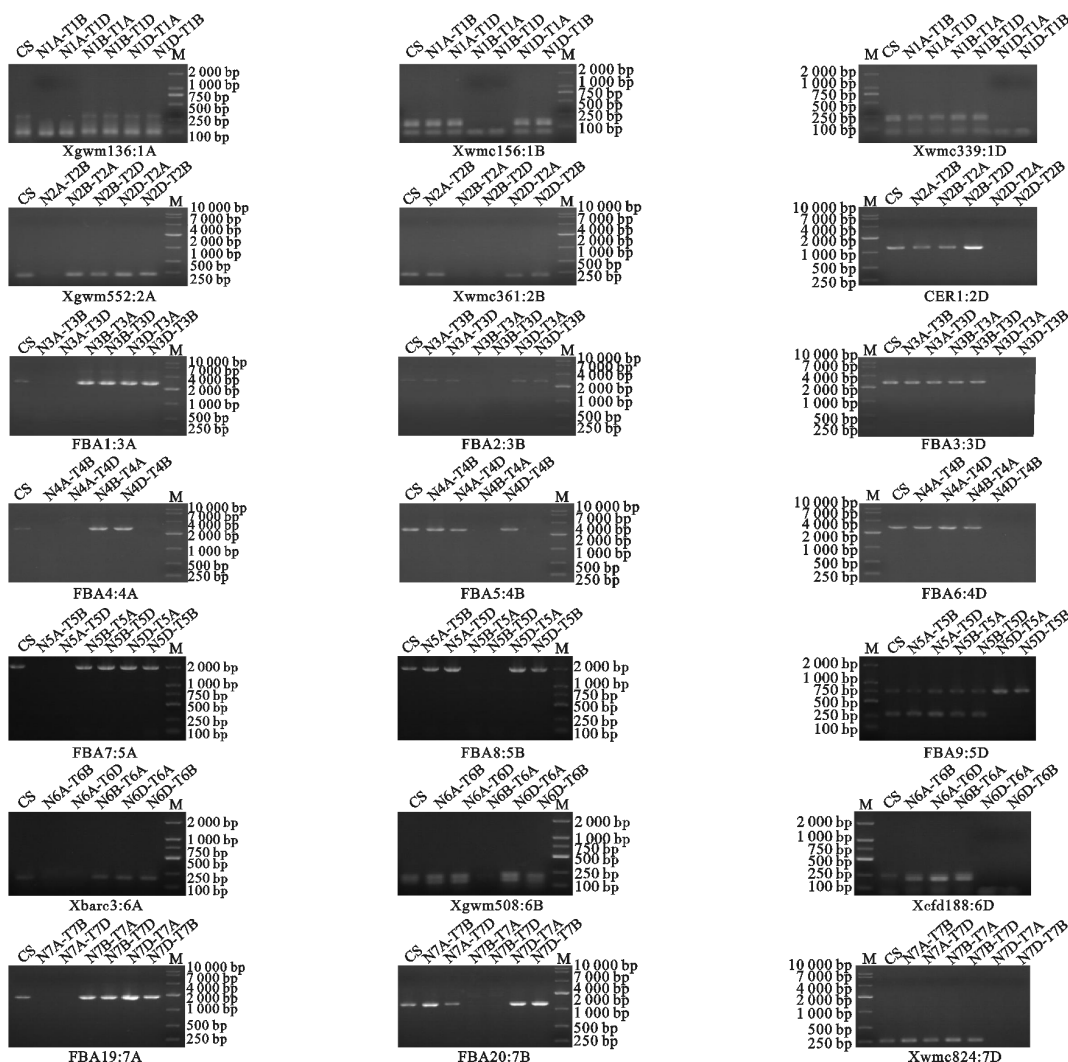 CS N1A-T1B N1A-T1D N1B-T1A N1B-T1D N1D-T1A N1D-T1B M
2 000 bp
1 000 bp
750 bp
500 bp
250 bp
100 bp
Xgwm136:1A
CS N1A-T1B N1A-T1D N1B-T1A N1B-T1D N1D-T1A N1D-T1B M
2 000 bp
1 000 bp
750 bp
500 bp
250 bp
100 bp
Xwmc156:1B
M CS N1A-T1B N1A-T1D N1B-T1A N1B-T1D N1D-T1A N1D-T1B
2 000 bp
1 000 bp
750 bp
500 bp
250 bp
100 bp
Xwmc339:1D
CS N2A-T2B N2B-T2A N2B-T2D N2D-T2A N2D-T2B M
10 000 bp
7 000 bp
4 000 bp
2 000 bp
1 000 bp
500 bp
250 bp
Xgwm552:2A
CS N2A-T2B N2B-T2A N2B-T2D N2D-T2A N2D-T2B M
10 000 bp
7 000 bp
4 000 bp
2 000 bp
1 000 bp
500 bp
250 bp
Xwmc361:2B
M CS N2A-T2B N2B-T2A N2B-T2D N2D-T2A N2D-T2B
10 000 bp
7 000 bp
4 000 bp
2 000 bp
1 000 bp
500 bp
250 bp
CER1:2D
CS N3A-T3B N3A-T3D N3B-T3A N3B-T3D N3D-T3A N3D-T3B M
10 000 bp
7 000 bp
4 000 bp
2 000 bp
1 000 bp
500 bp
250 bp
FBA1:3A
CS N3A-T3B N3A-T3D N3B-T3A N3B-T3D N3D-T3A N3D-T3B M
10 000 bp
7 000 bp
4 000 bp
2 000 bp
1 000 bp
500 bp
250 bp
FBA2:3B
M CS N3A-T3B N3A-T3D N3B-T3A N3B-T3D N3D-T3A N3D-T3B
10 000 bp
7 000 bp
4 000 bp
2 000 bp
1 000 bp
500 bp
250 bp
FBA3:3D
CS N4A-T4B N4A-T4D N4B-T4A N4D-T4B M
10 000 bp
7 000 bp
4 000 bp
2 000 bp
1 000 bp
500 bp
250 bp
FBA4:4A
CS N4A-T4B N4A-T4D N4B-T4A N4D-T4B M
10 000 bp
7 000 bp
4 000 bp
2 000 bp
1 000 bp
500 bp
250 bp
FBA5:4B
M CS N4A-T4B N4A-T4D N4B-T4A N4D-T4B
10 000 bp
7 000 bp
4 000 bp
2 000 bp
1 000 bp
500 bp
250 bp
FBA6:4D
CS N5A-T5B N5A-T5D N5B-T5A N5B-T5D N5D-T5A N5D-T5B M
2 000 bp
1 000 bp
750 bp
500 bp
250 bp
100 bp
FBA7:5A
CS N5A-T5B N5A-T5D N5B-T5A N5B-T5D N5D-T5A N5D-T5B M
2 000 bp
1 000 bp
750 bp
500 bp
250 bp
100 bp
FBA8:5B
M CS N5A-T5B N5A-T5D N5B-T5A N5B-T5D N5D-T5A N5D-T5B
2 000 bp
1 000 bp
750 bp
500 bp
250 bp
100 bp
FBA9:5D
CS N6A-T6B N6A-T6D N6B-T6A N6D-T6A N6D-T6B M
2 000 bp
1 000 bp
750 bp
500 bp
250 bp
100 bp
Xbarc3:6A
CS N6A-T6B N6A-T6D N6B-T6A N6D-T6A N6D-T6B M
2 000 bp
1 000 bp
750 bp
500 bp
250 bp
100 bp
Xgwm508:6B
M CS N6A-T6B N6A-T6D N6B-T6A N6D-T6A N6D-T6B
2 000 bp
1 000 bp
750 bp
500 bp
250 bp
100 bp
Xcfd188:6D
CS N7A-T7B N7A-T7D N7B-T7A N7B-T7D N7D-T7A N7D-T7B M
10 000 bp
7 000 bp
4 000 bp
2 000 bp
1 000 bp
500 bp
250 bp
FBA19:7A
CS N7A-T7B N7A-T7D N7B-T7A N7B-T7D N7D-T7A N7D-T7B M
10 000 bp
7 000 bp
4 000 bp
2 000 bp
1 000 bp
500 bp
250 bp
FBA20:7B
M CS N7A-T7B N7A-T7D N7B-T7A N7B-T7D N7D-T7A N7D-T7B
10 000 bp
7 000 bp
4 000 bp
2 000 bp
1 000 bp
500 bp
250 bp
Xwmc824:7D